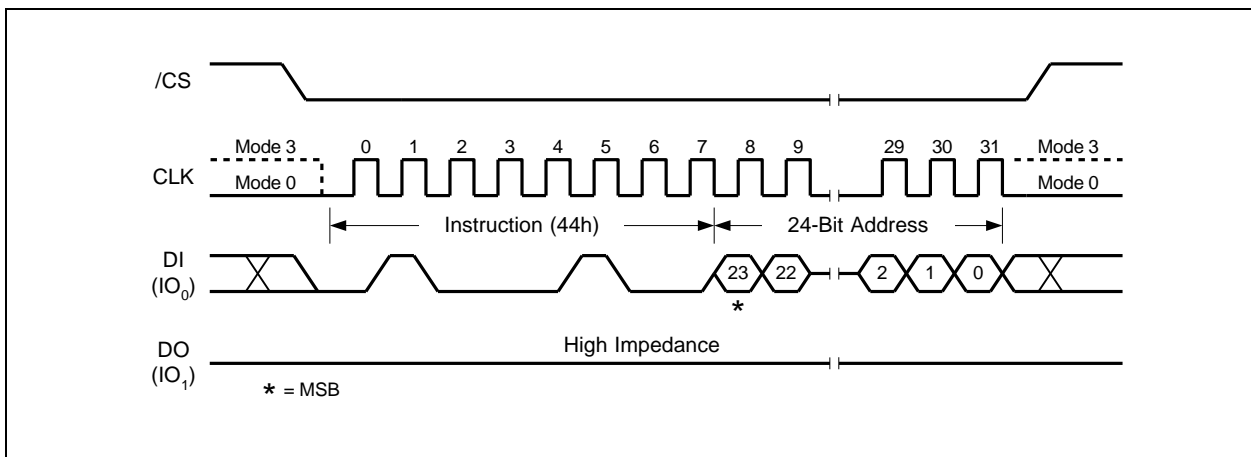 /CS
Mode 3 0 1 2 3 4 5 6 7 8 9 29 30 31 Mode 3
CLK
Mode 0 Mode 0
Instruction (44h) 24-Bit Address
DI
(IO0)
23 22 2 1 0
*
High Impedance
DO
(IO1)
* = MSB